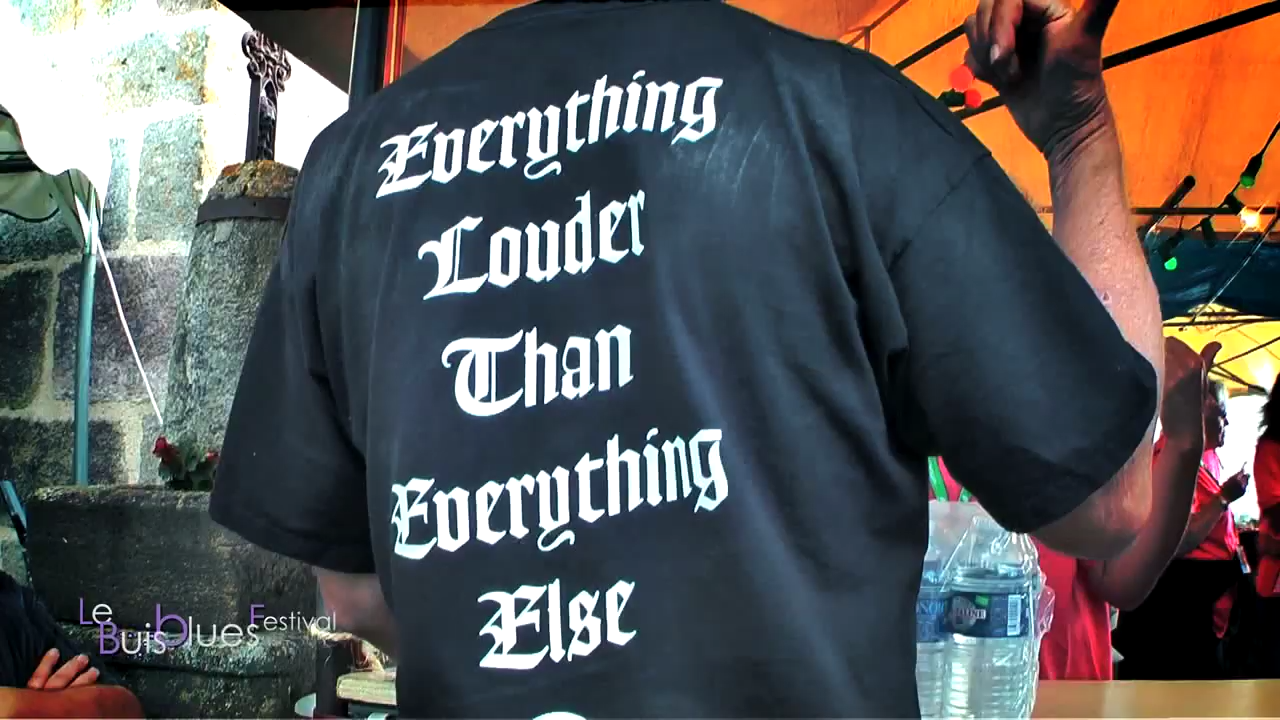 Everything
Louder
Than
Everything
Else
Le Buis blues Festival